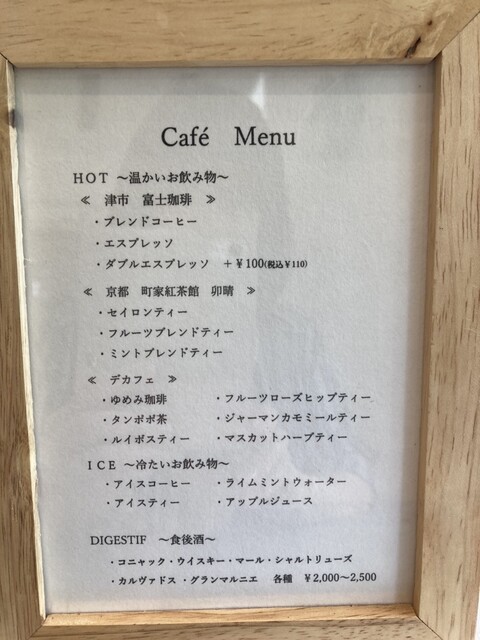 Café Menu
HOT ～温かいお飲み物～
≪ 津市 富士珈琲 ≫
・ブレンドコーヒー
・エスプレッソ
・ダブルエスプレッソ ＋￥100(税込￥110)
≪ 京都 町家紅茶館 卯晴 ≫
・セイロンティー
・フルーツブレンドティー
・ミントブレンドティー
≪ デカフェ ≫
・ゆめみ珈琲 ・フルーツローズヒップティー
・タンポポ茶 ・ジャーマンカモミールティー
・ルイボスティー ・マスカットハーブティー
ICE ～冷たいお飲み物～
・アイスコーヒー ・ライムミントウォーター
・アイスティー ・アップルジュース
DIGESTIF ～食後酒～
・コニャック・ウイスキー・マール・シャルトリューズ
・カルヴァドス・グランマルニエ 各種 ￥2,000～2,500